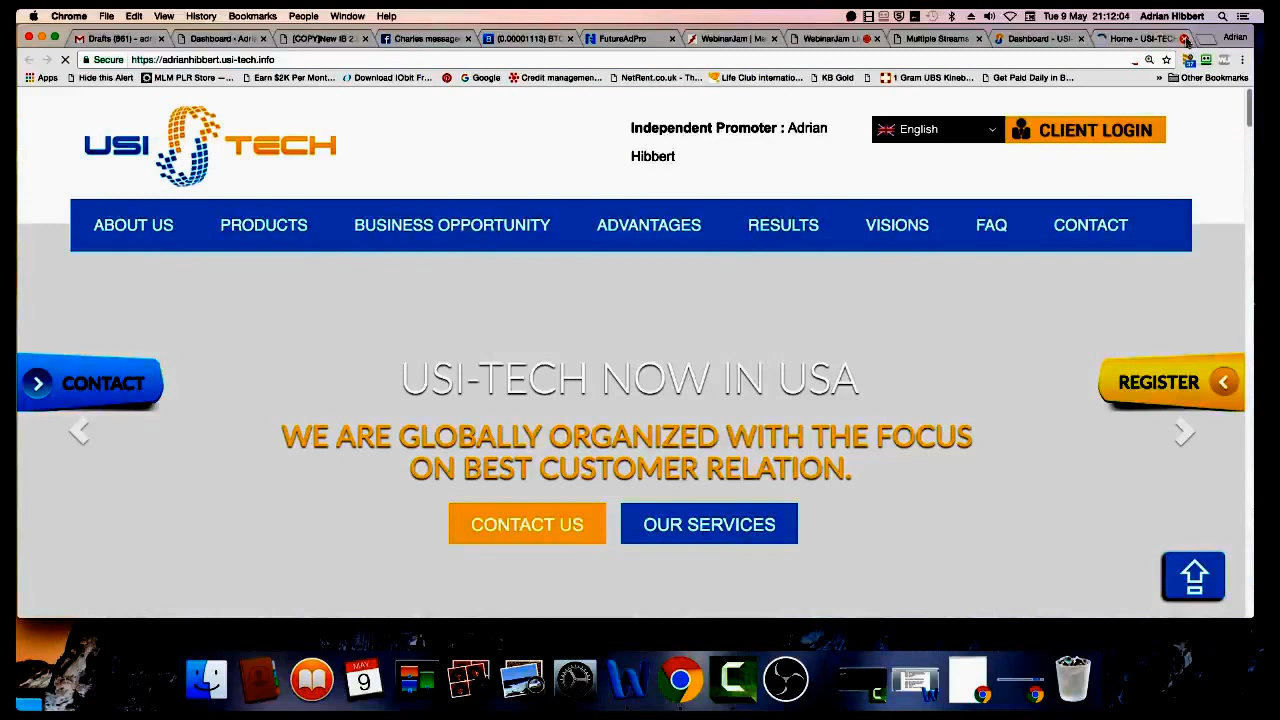 Chrome File Edit View History Bookmarks People Window Help Tue 9 May 21:12:04 Adrian Hibbert
Drafts (661) - adr Dashboard ‹ Adria [COPY]New IB 2. Charles message (0.00001113) BTC FutureAdPro WebinarJam | Me WebinarJam Li Multiple Streams Dashboard - USI- Home - USI-TEC Adrian
Secure https://adrianhibbert.usi-tech.info
Apps Hide this Alert MLM PLR Store —... Earn $2K Per Mont... Download IObit Fr... Google Credit managemen... NetRent.co.uk - Th... Life Club internatio... KB Gold 1 Gram UBS Kineb... Get Paid Daily in B... » Other Bookmarks
USI TECH
Independent Promoter : Adrian
Hibbert
English
CLIENT LOGIN
ABOUT US PRODUCTS BUSINESS OPPORTUNITY ADVANTAGES RESULTS VISIONS FAQ CONTACT
CONTACT
REGISTER
USI-TECH NOW IN USA
WE ARE GLOBALLY ORGANIZED WITH THE FOCUS
ON BEST CUSTOMER RELATION.
CONTACT US OUR SERVICES
MAY
9